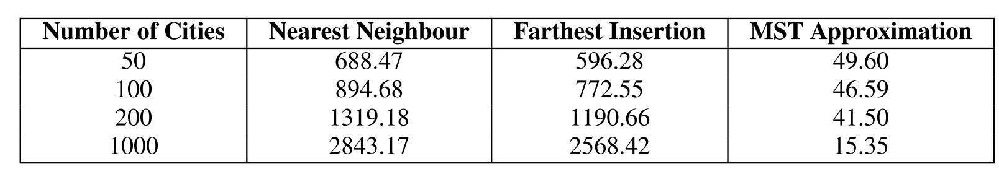 Number of Cities Nearest Neighbour Farthest Insertion MST Approximation
50 688.47 596.28 49.60
100 894.68 772.55 46.59
200 1319.18 1190.66 41.50
1000 2843.17 2568.42 15.35